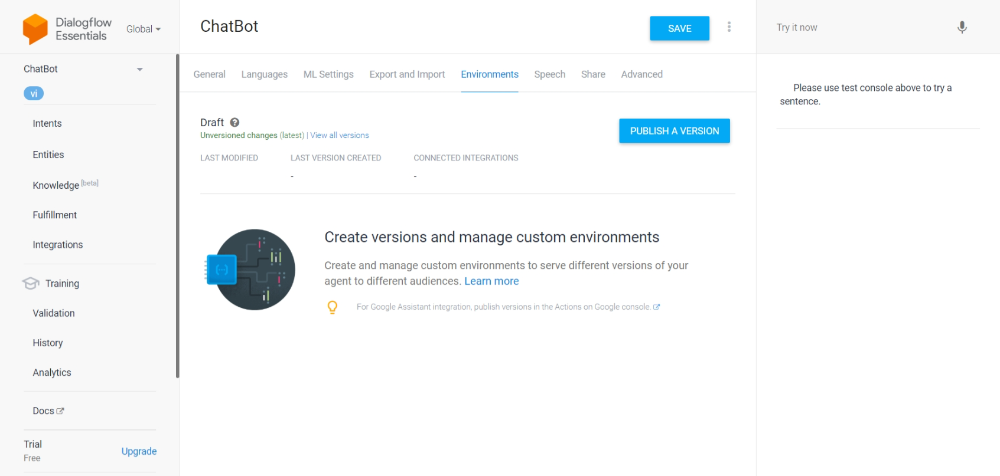 Dialogflow
Essentials
Global
ChatBot
SAVE
Try it now
ChatBot
vi
Intents
Entities
Knowledge [beta]
Fulfillment
Integrations
Training
Validation
History
Analytics
Docs
Trial
Free
Upgrade
General Languages ML Settings Export and Import Environments Speech Share Advanced
Draft ?
Unversioned changes (latest) | View all versions
PUBLISH A VERSION
LAST MODIFIED LAST VERSION CREATED CONNECTED INTEGRATIONS
- -
Create versions and manage custom environments
Create and manage custom environments to serve different versions of your
agent to different audiences. Learn more
For Google Assistant integration, publish versions in the Actions on Google console.
Please use test console above to try a
sentence.